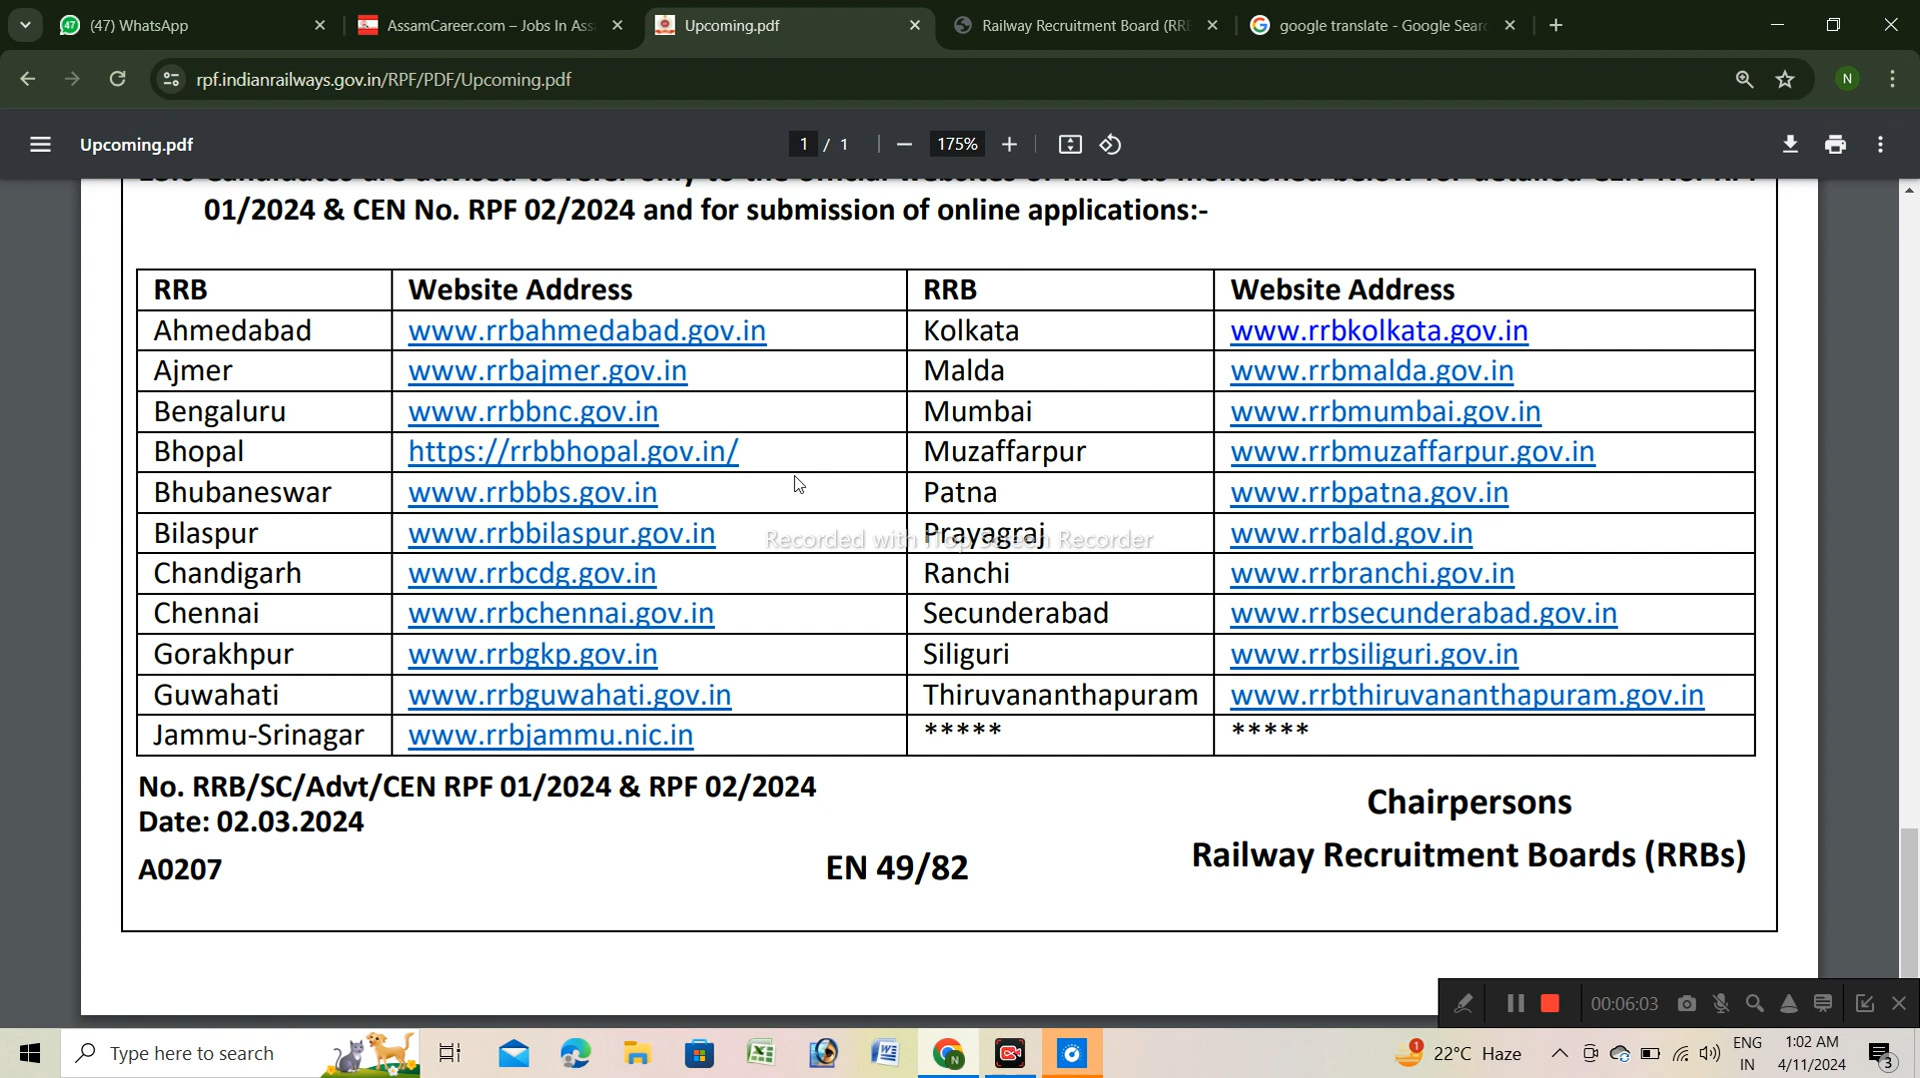 (47) WhatsApp
AssamCareer.com – Jobs In Ass
Upcoming.pdf
Railway Recruitment Board (RRB
google translate - Google Searc
rpf.indianrailways.gov.in/RPF/PDF/Upcoming.pdf
N
Upcoming.pdf
1 / 1
175%
01/2024 & CEN No. RPF 02/2024 and for submission of online applications:-
RRB Website Address RRB Website Address
Ahmedabad www.rrbahmedabad.gov.in Kolkata www.rrbkolkata.gov.in
Ajmer www.rrbajmer.gov.in Malda www.rrbmalda.gov.in
Bengaluru www.rrbbnc.gov.in Mumbai www.rrbmumbai.gov.in
Bhopal https://rrbbhopal.gov.in/ Muzaffarpur www.rrbmuzaffarpur.gov.in
Bhubaneswar www.rrbbbs.gov.in Patna www.rrbpatna.gov.in
Bilaspur www.rrbbilaspur.gov.in Prayagraj www.rrbald.gov.in
Recorded with iTop Screen Recorder
Chandigarh www.rrbcdg.gov.in Ranchi www.rrbranchi.gov.in
Chennai www.rrbchennai.gov.in Secunderabad www.rrbsecunderabad.gov.in
Gorakhpur www.rrbgkp.gov.in Siliguri www.rrbsiliguri.gov.in
Guwahati www.rrbguwahati.gov.in Thiruvananthapuram www.rrbthiruvananthapuram.gov.in
Jammu-Srinagar www.rrbjammu.nic.in ***** *****
No. RRB/SC/Advt/CEN RPF 01/2024 & RPF 02/2024
Date: 02.03.2024
Chairpersons
A0207
EN 49/82
Railway Recruitment Boards (RRBs)
00:06:03
Type here to search
1
22°C Haze
ENG
IN
1:02 AM
4/11/2024
3